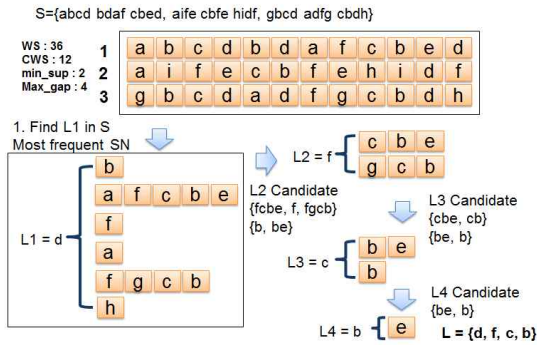 S={abcd bdaf cbed, aife cbfe hidf, gbcd adfg cbdh}
WS : 36
CWS : 12
min_sup : 2
Max_gap : 4
1 a b c d b d a f c b e d
2 a i f e c b f e h i d f
3 g b c d a d f g c b d h
1. Find L1 in S
Most frequent SN
L1 = d
b
a f c b e
f
a
f g c b
h
L2 Candidate
{fcbe, f, fgcb}
{b, be}
L2 = f
c b e
g c b
L3 Candidate
{cbe, cb}
{be, b}
L3 = c
b e
b
L4 Candidate
{be, b}
L4 = b
e
L = {d, f, c, b}